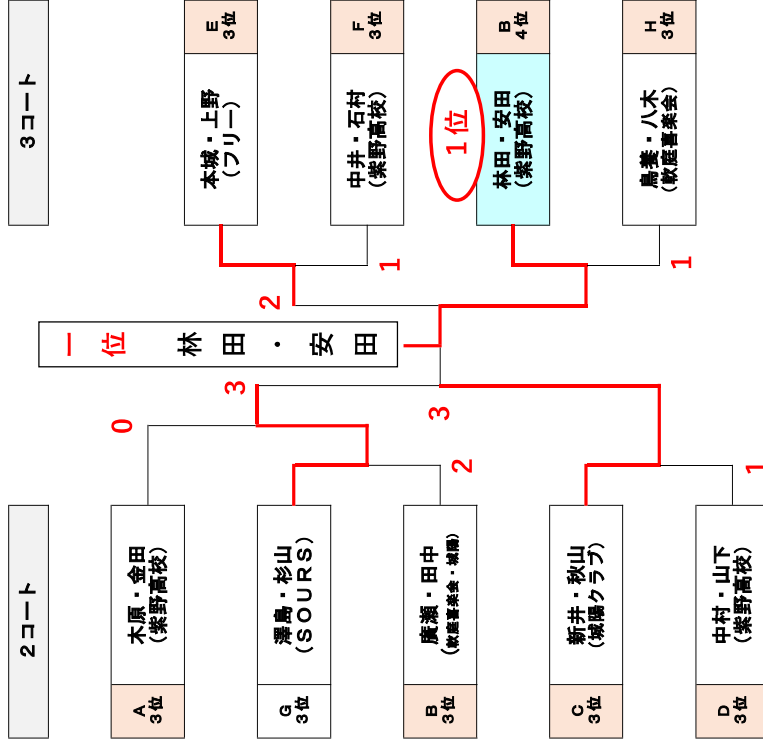 3コート
E
3位
本城・上野
(フリー)
F
3位
中井・石村
(紫野高校)
B
4位
林田・安田
(紫野高校)
1位
H
3位
鳥養・八木
(軟庭喜楽会)
1
1
2
一位 林田・安田
3
3
0
2
1
2コート
木原・金田
(紫野高校)
A
3位
澤島・杉山
(SOURS)
G
3位
廣瀬・田中
(軟庭喜楽会・城陽)
B
3位
新井・秋山
(城陽クラブ)
C
3位
中村・山下
(紫野高校)
D
3位